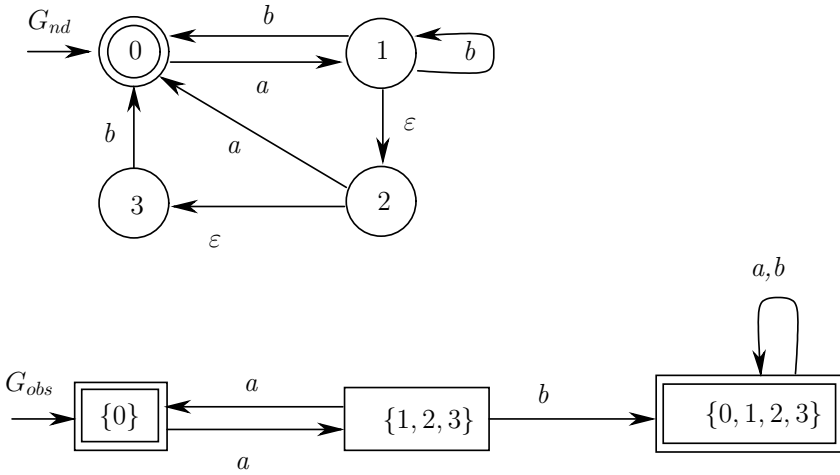 b
G_nd
0
1
b
a
ε
b
a
3
2
ε
a,b
G_obs
a
b
{0}
{1, 2, 3}
{0, 1, 2, 3}
a